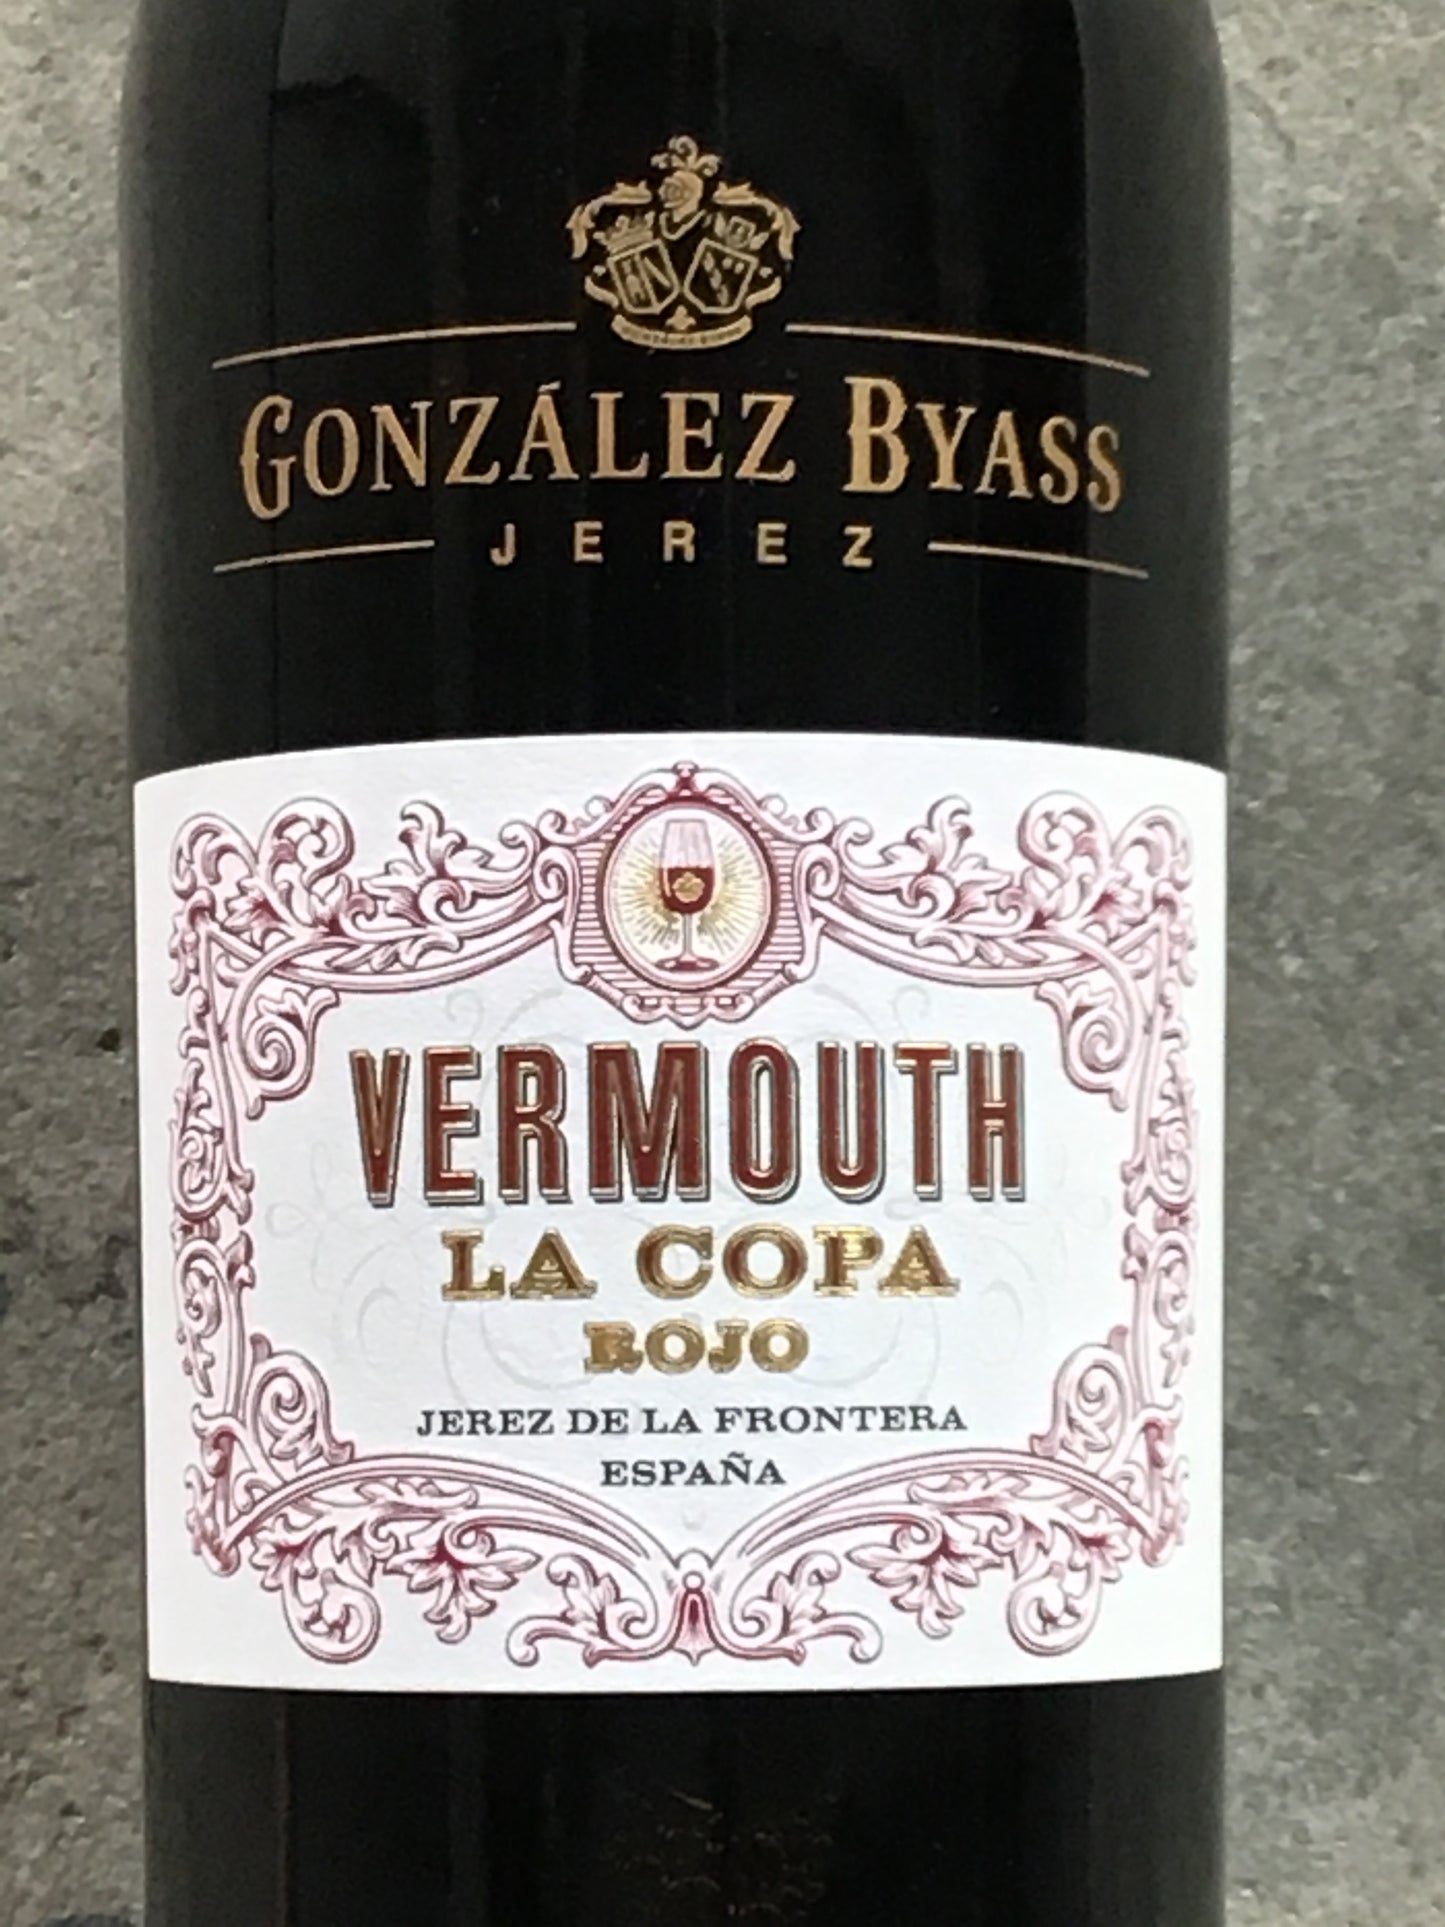 GONZÁLEZ BYASS
JEREZ
VERMOUTH
LA COPA
ROJO
JEREZ DE LA FRONTERA
ESPAÑA